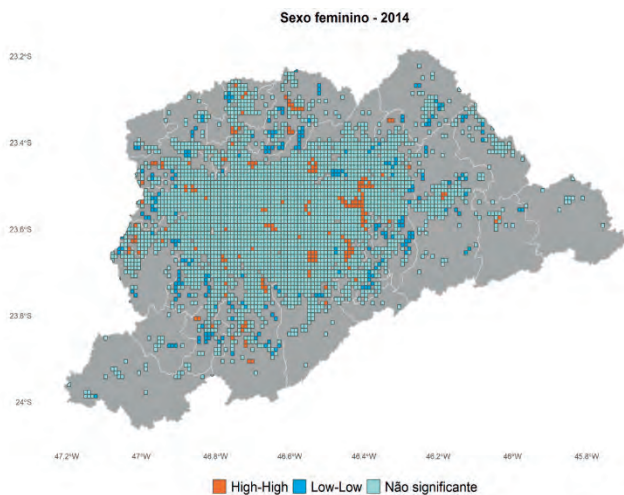 Sexo feminino - 2014
23.2°S
23.4°S
23.6°S
23.8°S
24°S
47.2°W 47°W 46.8°W 46.6°W 46.4°W 46.2°W 46°W 45.8°W
High-High Low-Low Não significante